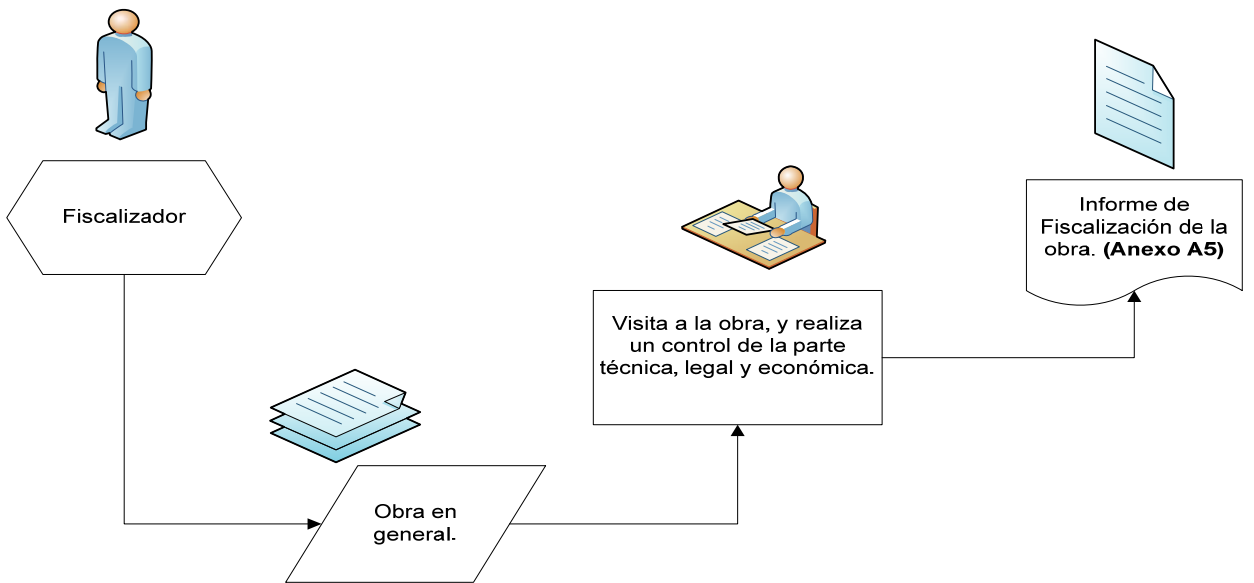 Fiscalizador
Obra en
general.
Visita a la obra, y realiza
un control de la parte
técnica, legal y económica.
Informe de
Fiscalización de la
obra. (Anexo A5)